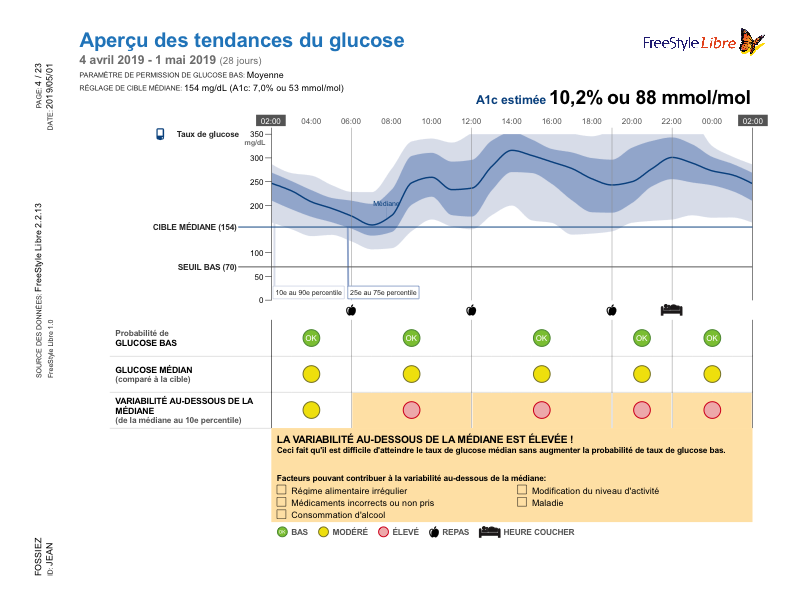 Aperçu des tendances du glucose
4 avril 2019 - 1 mai 2019 (28 jours)
PARAMÈTRE DE PERMISSION DE GLUCOSE BAS: Moyenne
RÉGLAGE DE CIBLE MÉDIANE: 154 mg/dL (A1c: 7,0% ou 53 mmol/mol)
FreeStyle Libre
A1c estimée 10,2% ou 88 mmol/mol
PAGE: 4 / 23
DATE: 2019/05/01
SOURCE DES DONNÉES: FreeStyle Libre 2.2.13
FreeStyle Libre 1.0
FOSSIEZ
ID: JEAN
02:00 04:00 06:00 08:00 10:00 12:00 14:00 16:00 18:00 20:00 22:00 00:00 02:00
Taux de glucose
mg/dL
350
300
250
200
Médiane
CIBLE MÉDIANE (154)
100
SEUIL BAS (70)
50
0
10e au 90e percentile
25e au 75e percentile
Probabilité de
GLUCOSE BAS
OK OK OK OK OK
GLUCOSE MÉDIAN
(comparé à la cible)
VARIABILITÉ AU-DESSOUS DE LA
MÉDIANE
(de la médiane au 10e percentile)
LA VARIABILITÉ AU-DESSOUS DE LA MÉDIANE EST ÉLEVÉE !
Ceci fait qu'il est difficile d'atteindre le taux de glucose médian sans augmenter la probabilité de taux de glucose bas.
Facteurs pouvant contribuer à la variabilité au-dessous de la médiane:
Régime alimentaire irrégulier
Modification du niveau d'activité
Médicaments incorrects ou non pris
Maladie
Consommation d'alcool
OK BAS MODÉRÉ ÉLEVÉ REPAS HEURE COUCHER